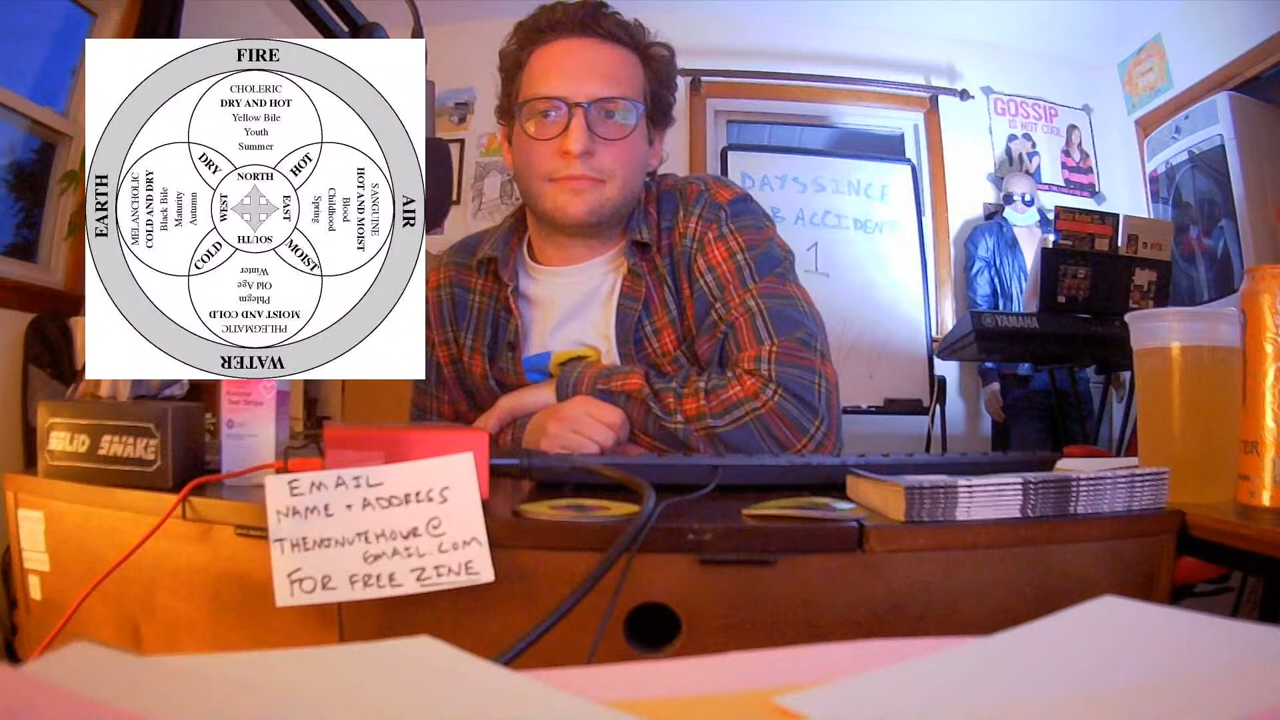 FIRE
CHOLERIC
DRY AND HOT
Yellow Bile
Youth
Summer
DRY
HOT
EARTH
MELANCHOLIC
COLD AND DRY
Black Bile
Maturity
Autumn
NORTH
WEST
EAST
SOUTH
Spring
Childhood
Blood
HOT AND MOIST
SANGUINE
AIR
COLD
MOIST
Winter
Old Age
Phlegm
MOIST AND COLD
PHLEGMATIC
WATER
GOSSIP
IS NOT COOL
DAYS SINCE
ACCIDENT
1
YAMAHA
SOLID SNAKE
Test Strips
EMAIL
NAME + ADDRESS
THEMINUTEHOUR@
GMAIL.COM
FOR FREE ZINE